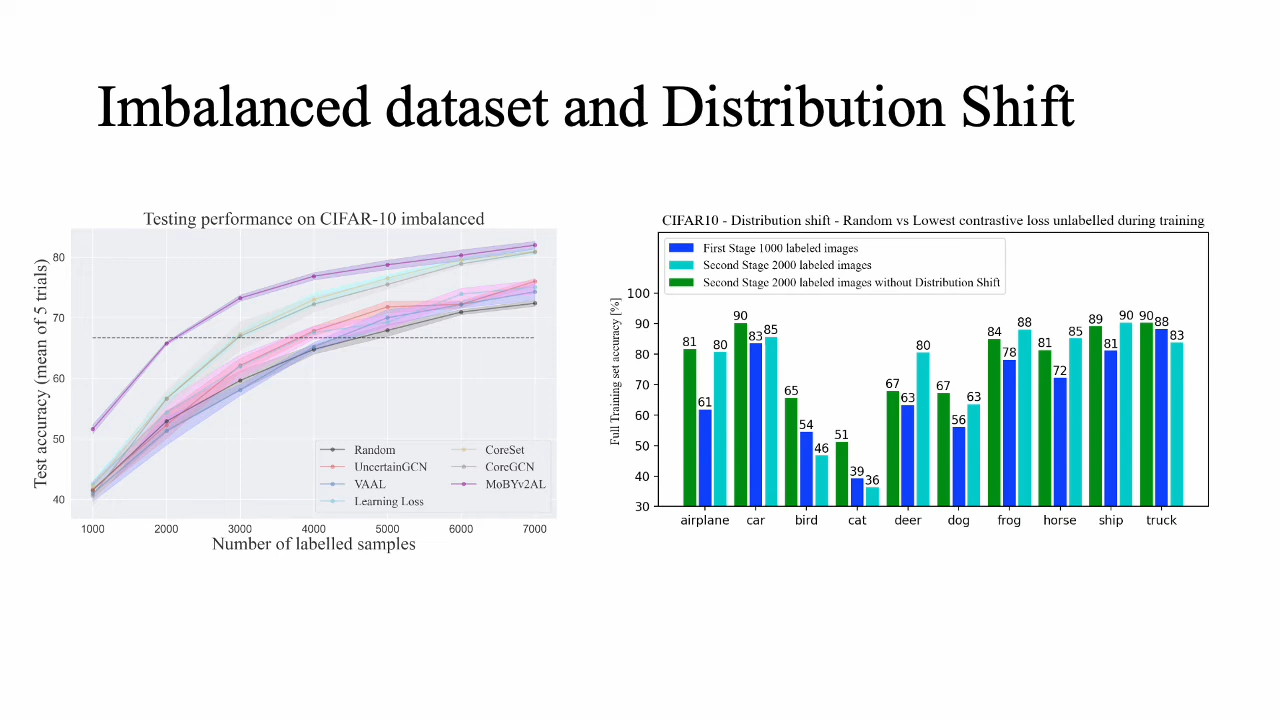 Imbalanced dataset and Distribution Shift
Testing performance on CIFAR-10 imbalanced
Test accuracy (mean of 5 trials)
80
70
60
50
40
Random
UncertainGCN
VAAL
Learning Loss
CoreSet
CoreGCN
MoBYv2AL
1000 2000 3000 4000 5000 6000 7000
Number of labelled samples
CIFAR10 - Distribution shift - Random vs Lowest contrastive loss unlabelled during training
First Stage 1000 labeled images
Second Stage 2000 labeled images
Second Stage 2000 labeled images without Distribution Shift
Full Training set accuracy [%]
100
90
80
70
60
50
40
30
81 61 80
90 83 85
65 54 46
51 39 36
67 63 80
67 56 63
84 78 88
81 72 85
89 81 90
90 88 83
airplane car bird cat deer dog frog horse ship truck